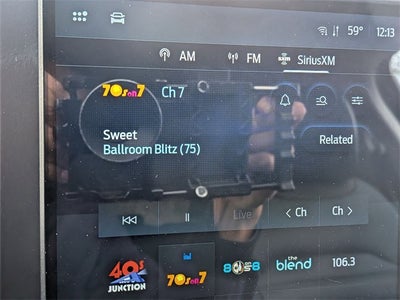 59° 12:13
AM FM sxm SiriusXM
70s on 7 Ch 7
Sweet
Ballroom Blitz (75)
Related
Live < Ch Ch >
40s JUNCTION
70s on 7
80s on 8
the blend
106.3